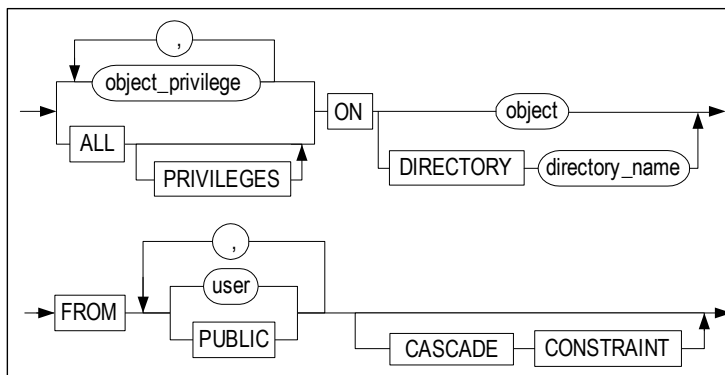 ,
object_privilege
ALL
PRIVILEGES
ON
object
DIRECTORY directory_name
FROM
,
user
PUBLIC
CASCADE CONSTRAINT